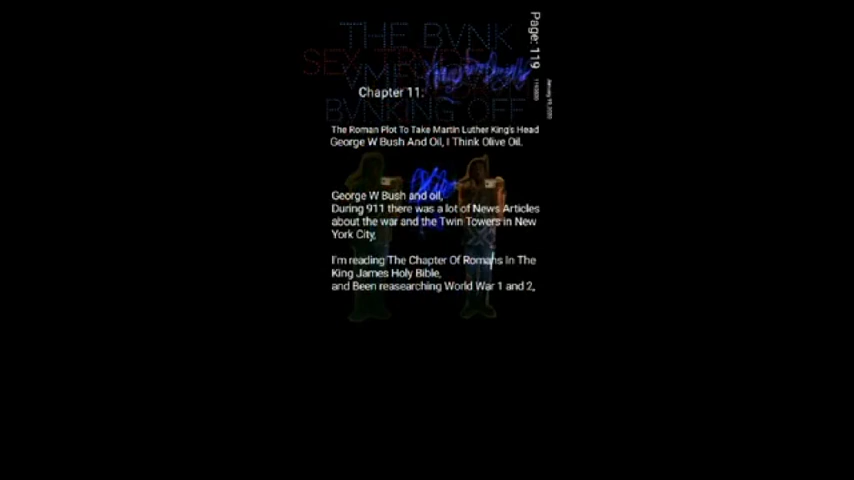 THE BVNK
Page: 119
Chapter 11:
BVNKING OFF
The Roman Plot To Take Martin Luther King's Head
George W Bush And Oil, I Think Olive Oil.
George W Bush and oil,
During 911 there was a lot of News Articles
about the war and the Twin Towers in New
York City,
I'm reading The Chapter Of Romans In The
King James Holy Bible,
and Been reasearching World War 1 and 2,